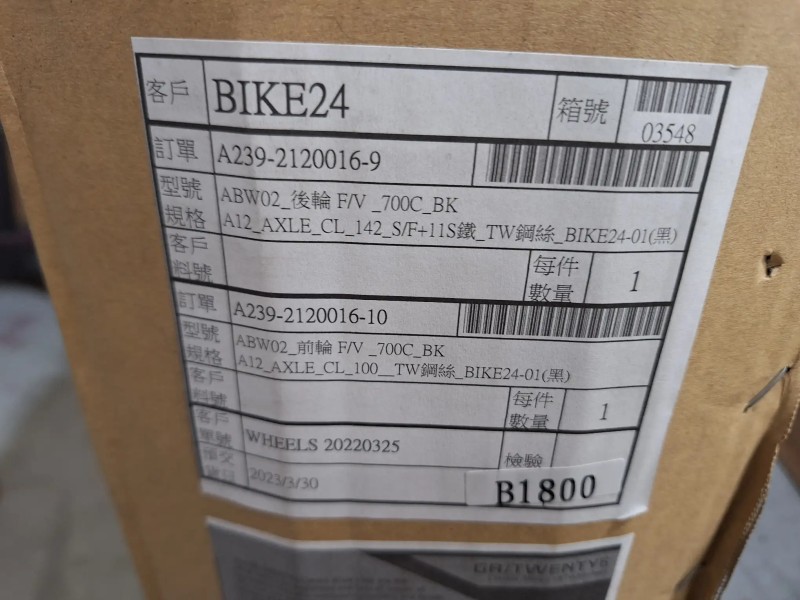 客戶 BIKE24 箱號 03548
訂單 A239-2120016-9
型號 ABW02_後輪 F/V _700C_BK
規格 A12_AXLE_CL_142_S/F+11S鐵_TW鋼絲_BIKE24-01(黑)
客戶 每件
料號 數量 1
訂單 A239-2120016-10
型號 ABW02_前輪 F/V _700C_BK
規格 A12_AXLE_CL_100__TW鋼絲_BIKE24-01(黑)
客戶 每件
料號 數量 1
客戶
單號 WHEELS 20220325
預交 檢驗
2023/3/30
B1800
GR/TWENTY6